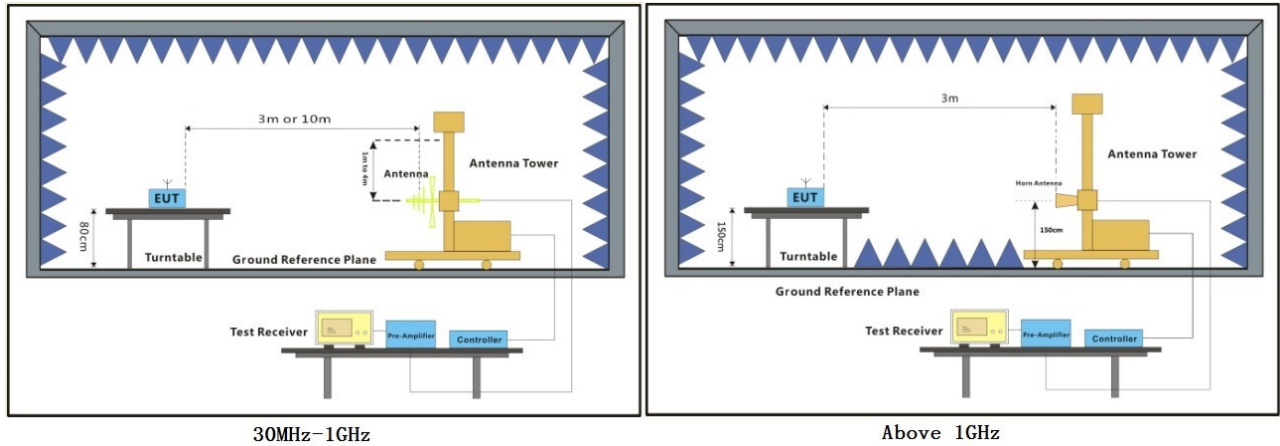 3m or 10m
1m to 4m
Antenna
Antenna Tower
EUT
80cm
Turntable
Ground Reference Plane
Test Receiver
Pre-Amplifier
Controller
30MHz-1GHz
3m
Antenna Tower
Horn Antenna
EUT
150cm
150cm
Turntable
Ground Reference Plane
Test Receiver
Pre-Amplifier
Controller
Above 1GHz